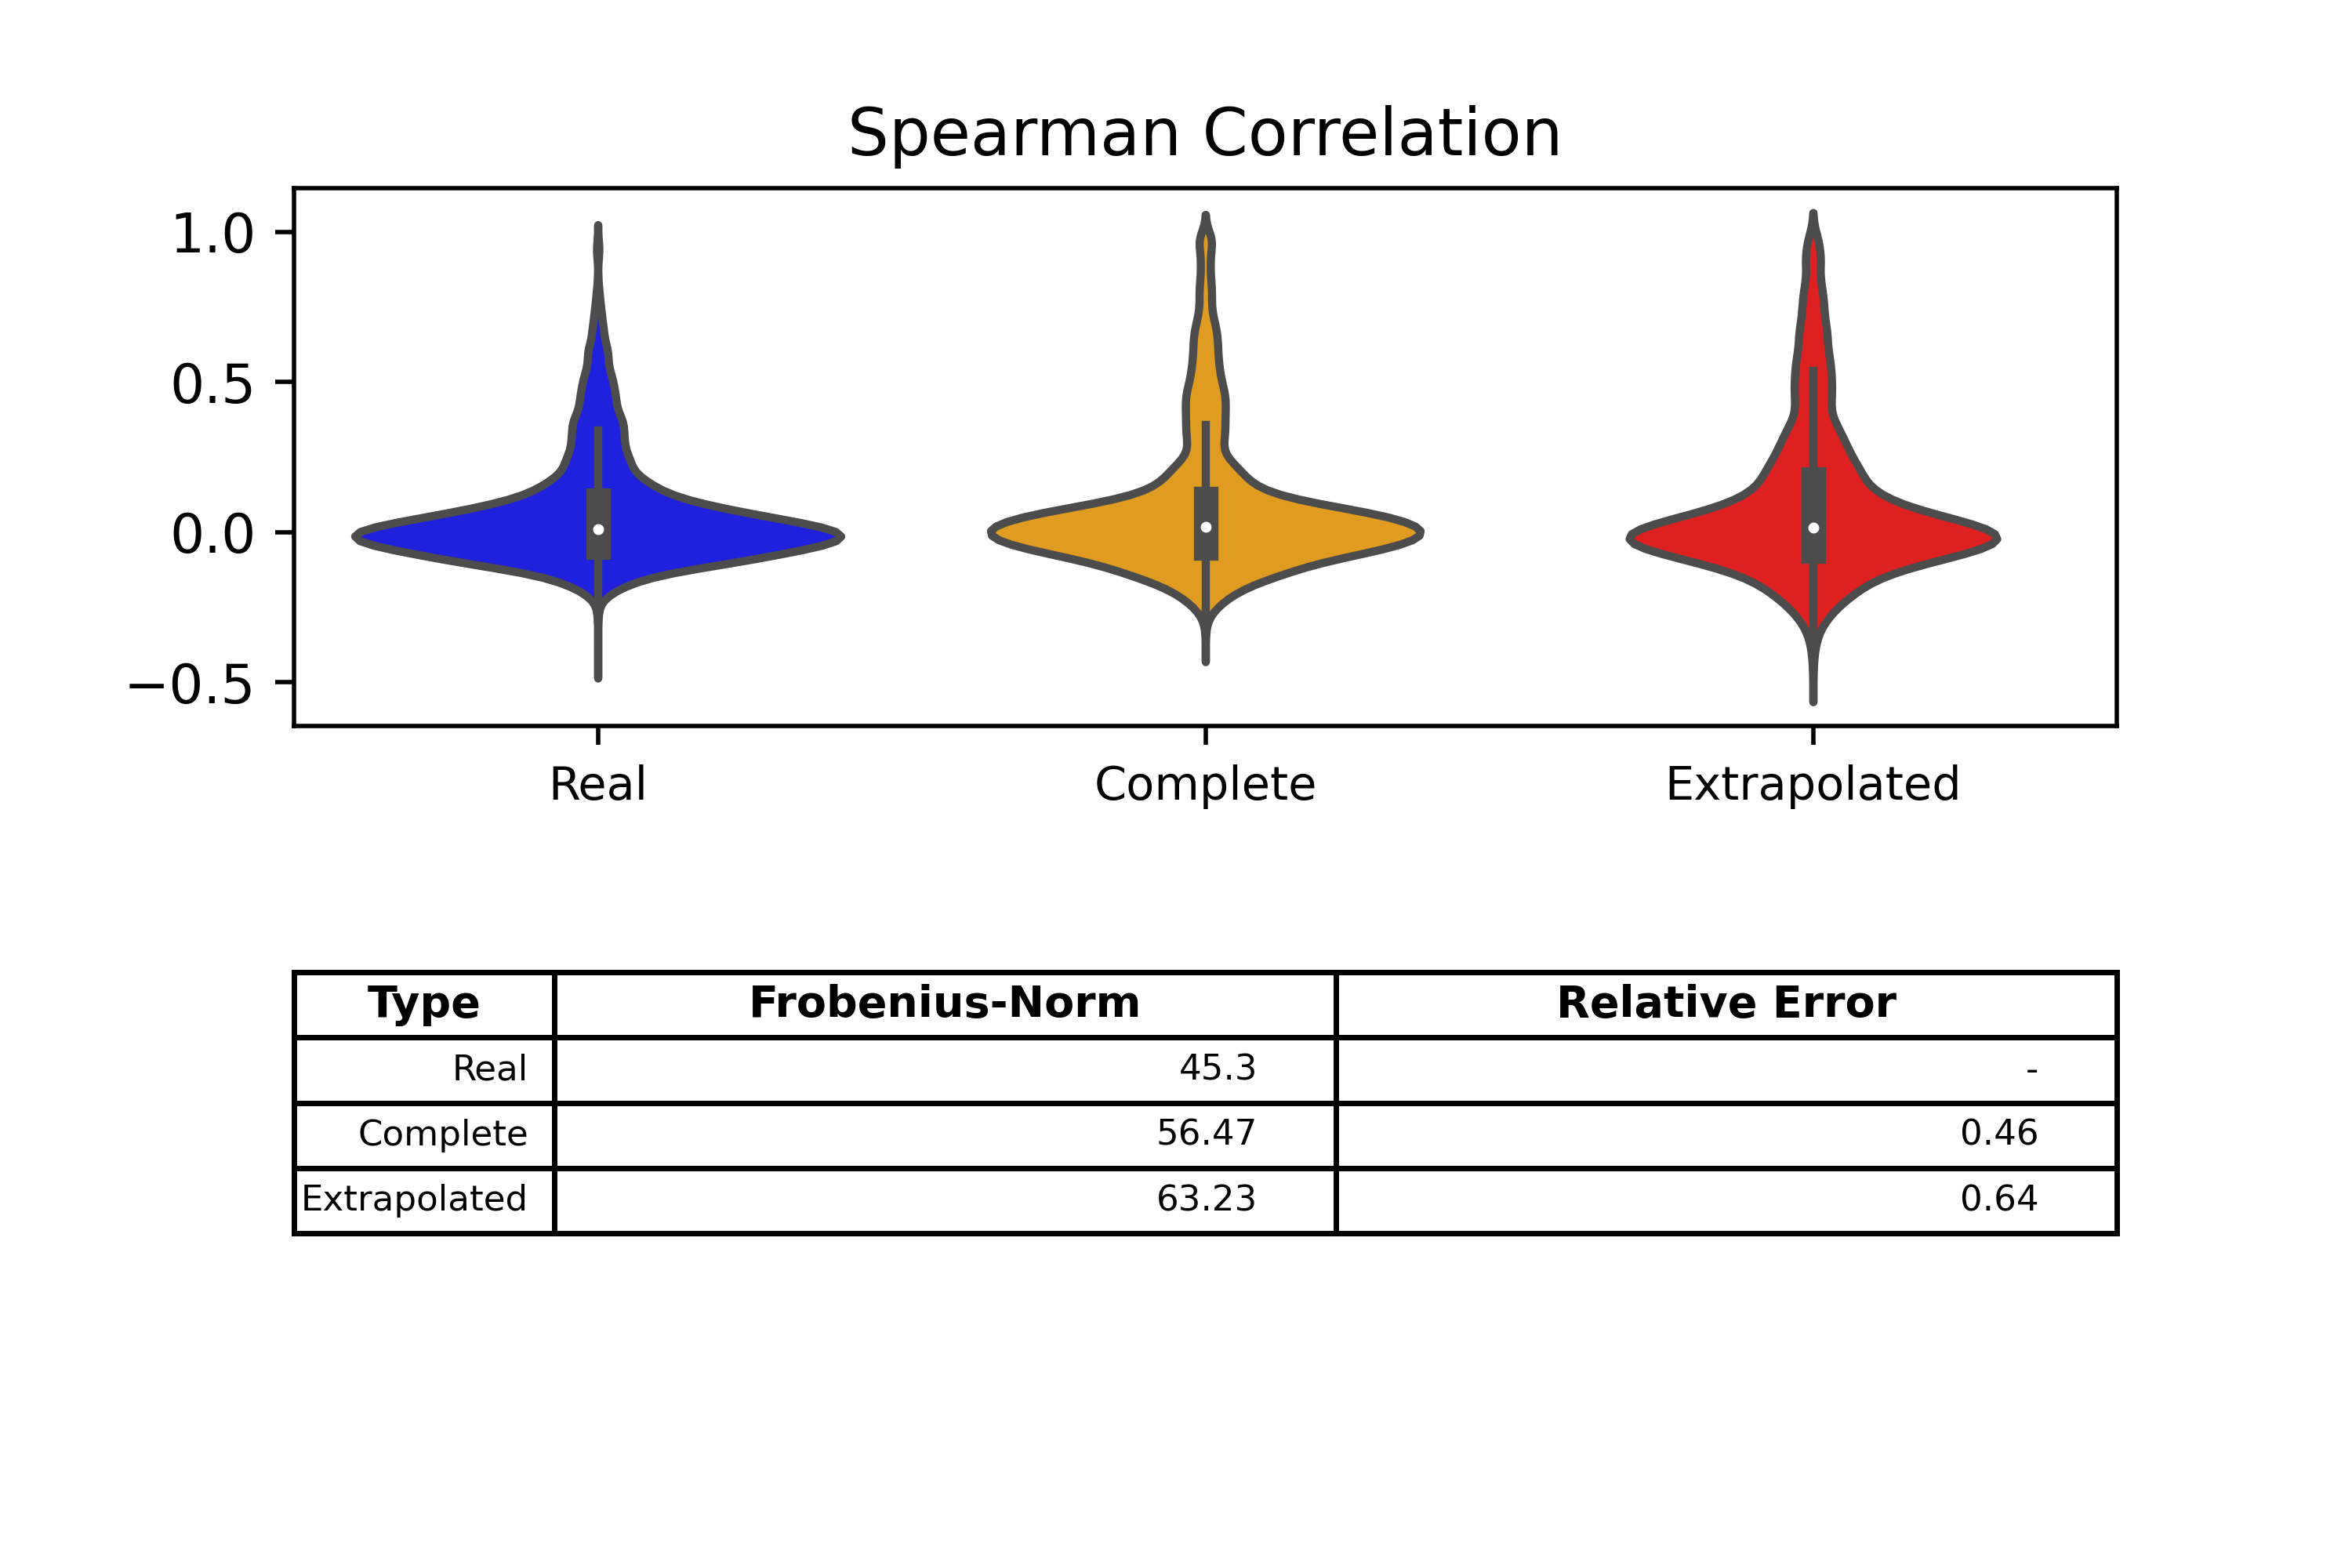 Spearman Correlation
1.0
0.5
0.0
−0.5
Real Complete Extrapolated
Type Frobenius-Norm Relative Error
Real 45.3 -
Complete 56.47 0.46
Extrapolated 63.23 0.64